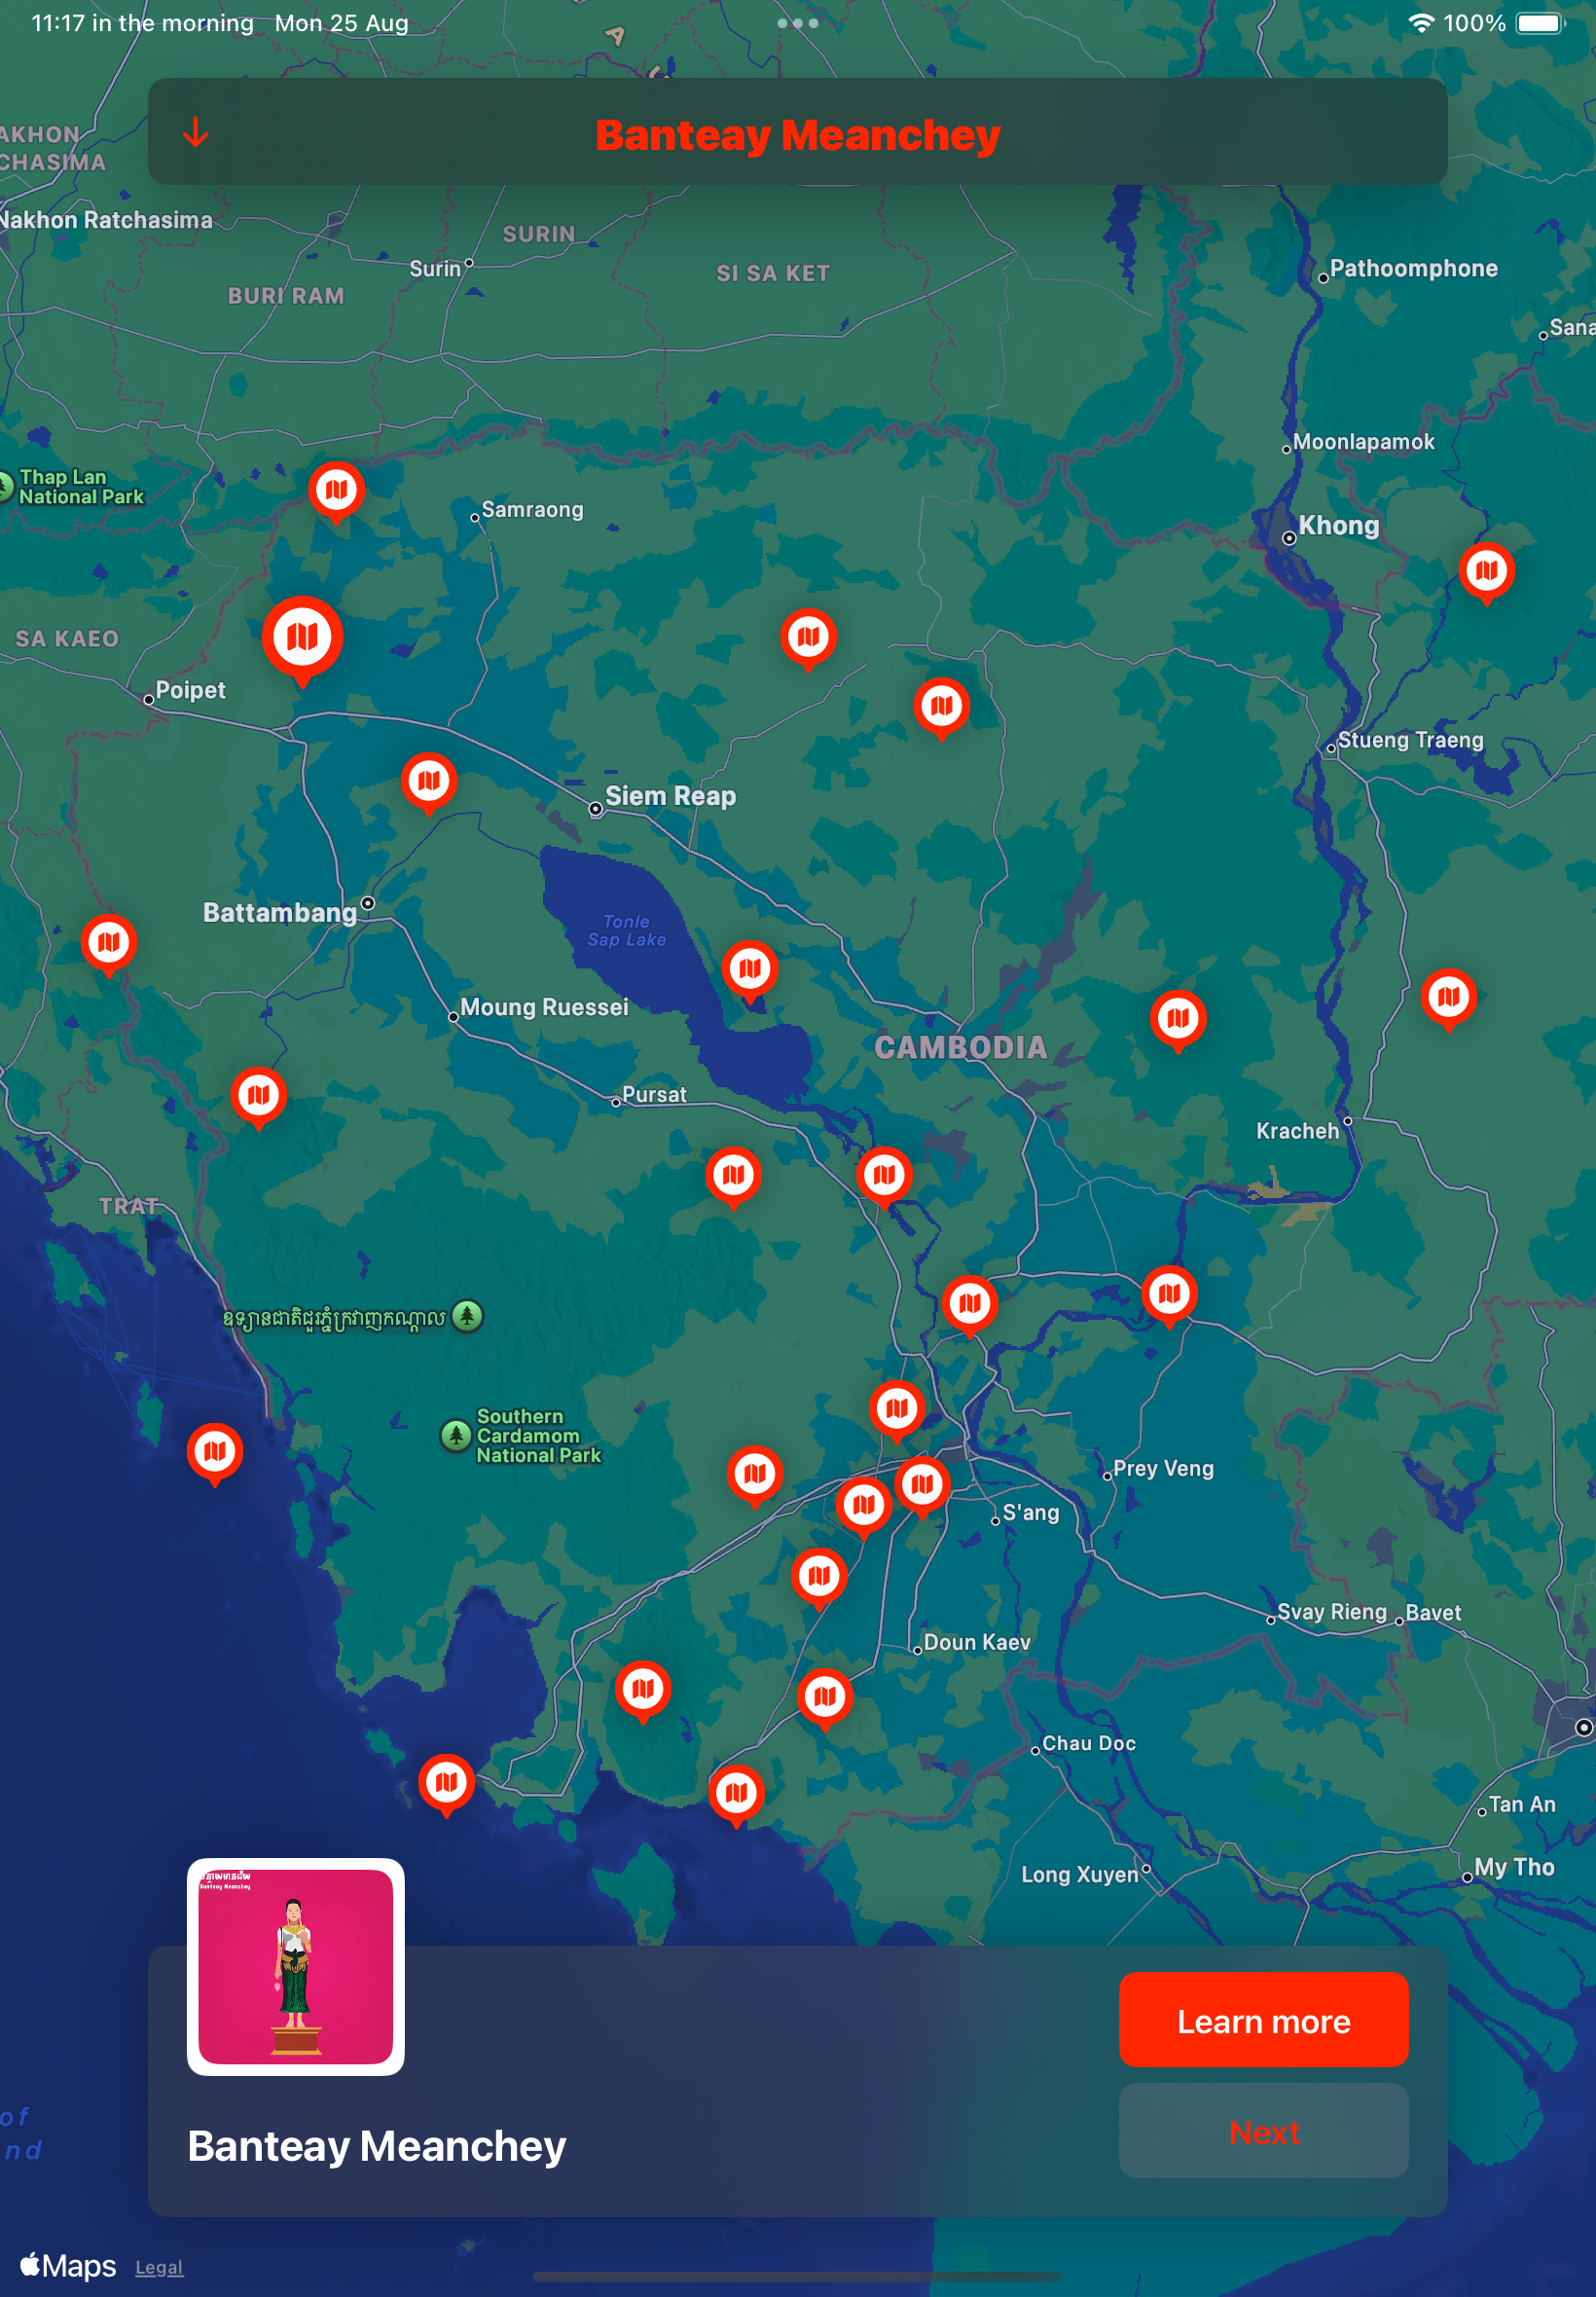 11:17 in the morning Mon 25 Aug
100%
Banteay Meanchey
AKHON
CHASIMA
Nakhon Ratchasima
SURIN
Surin
SI SA KET
BURI RAM
Pathoomphone
Sana
Moonlapamok
Thap Lan
National Park
Samraong
Khong
SA KAEO
Poipet
Stueng Traeng
Siem Reap
Battambang
Tonle
Sap Lake
Moung Ruessei
CAMBODIA
Pursat
Kracheh
TRAT
ឧទ្យានជាតិជួរភ្នំក្រវាញកណ្តាល
Southern
Cardamom
National Park
Prey Veng
S'ang
Svay Rieng
Bavet
Doun Kaev
Chau Doc
Tan An
My Tho
Long Xuyen
Banteay Meanchey
Learn more
Next
Banteay Meanchey
of
nd
Maps
Legal